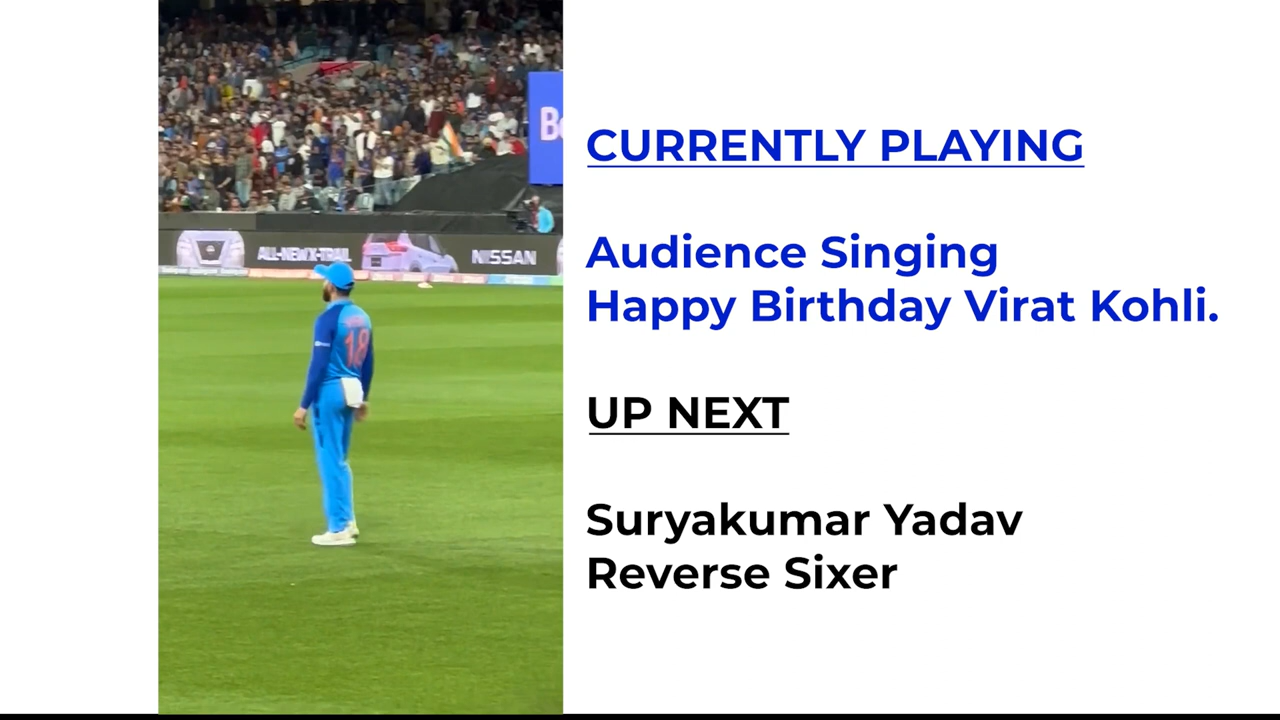 CURRENTLY PLAYING
Audience Singing
Happy Birthday Virat Kohli.
UP NEXT
Suryakumar Yadav
Reverse Sixer
ALL-NEW X-TRAIL
NISSAN
18